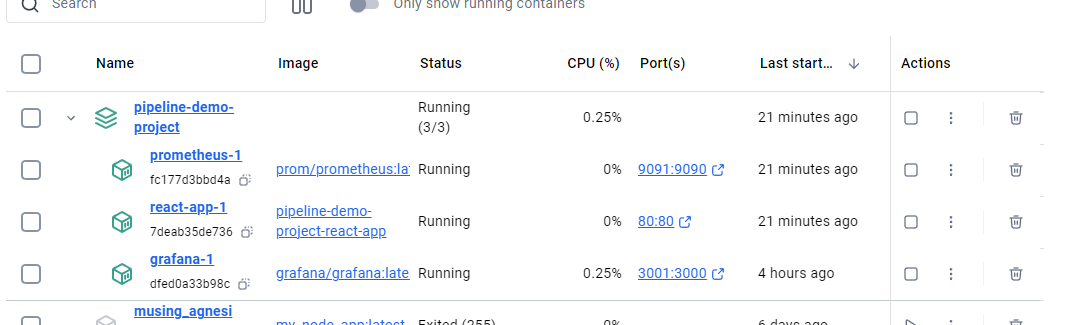 Search
Only show running containers
Name Image Status CPU (%) Port(s) Last start... Actions
pipeline-demo-
project
Running
(3/3)
0.25% 21 minutes ago
prometheus-1
fc177d3bbd4a
prom/prometheus:la Running 0% 9091:9090 21 minutes ago
react-app-1
7deab35de736
pipeline-demo-
project-react-app
Running 0% 80:80 21 minutes ago
grafana-1
dfed0a33b98c
grafana/grafana:late Running 0.25% 3001:3000 4 hours ago
musing_agnesi
my_node_app:latest Exited (255) 0% 6 days ago